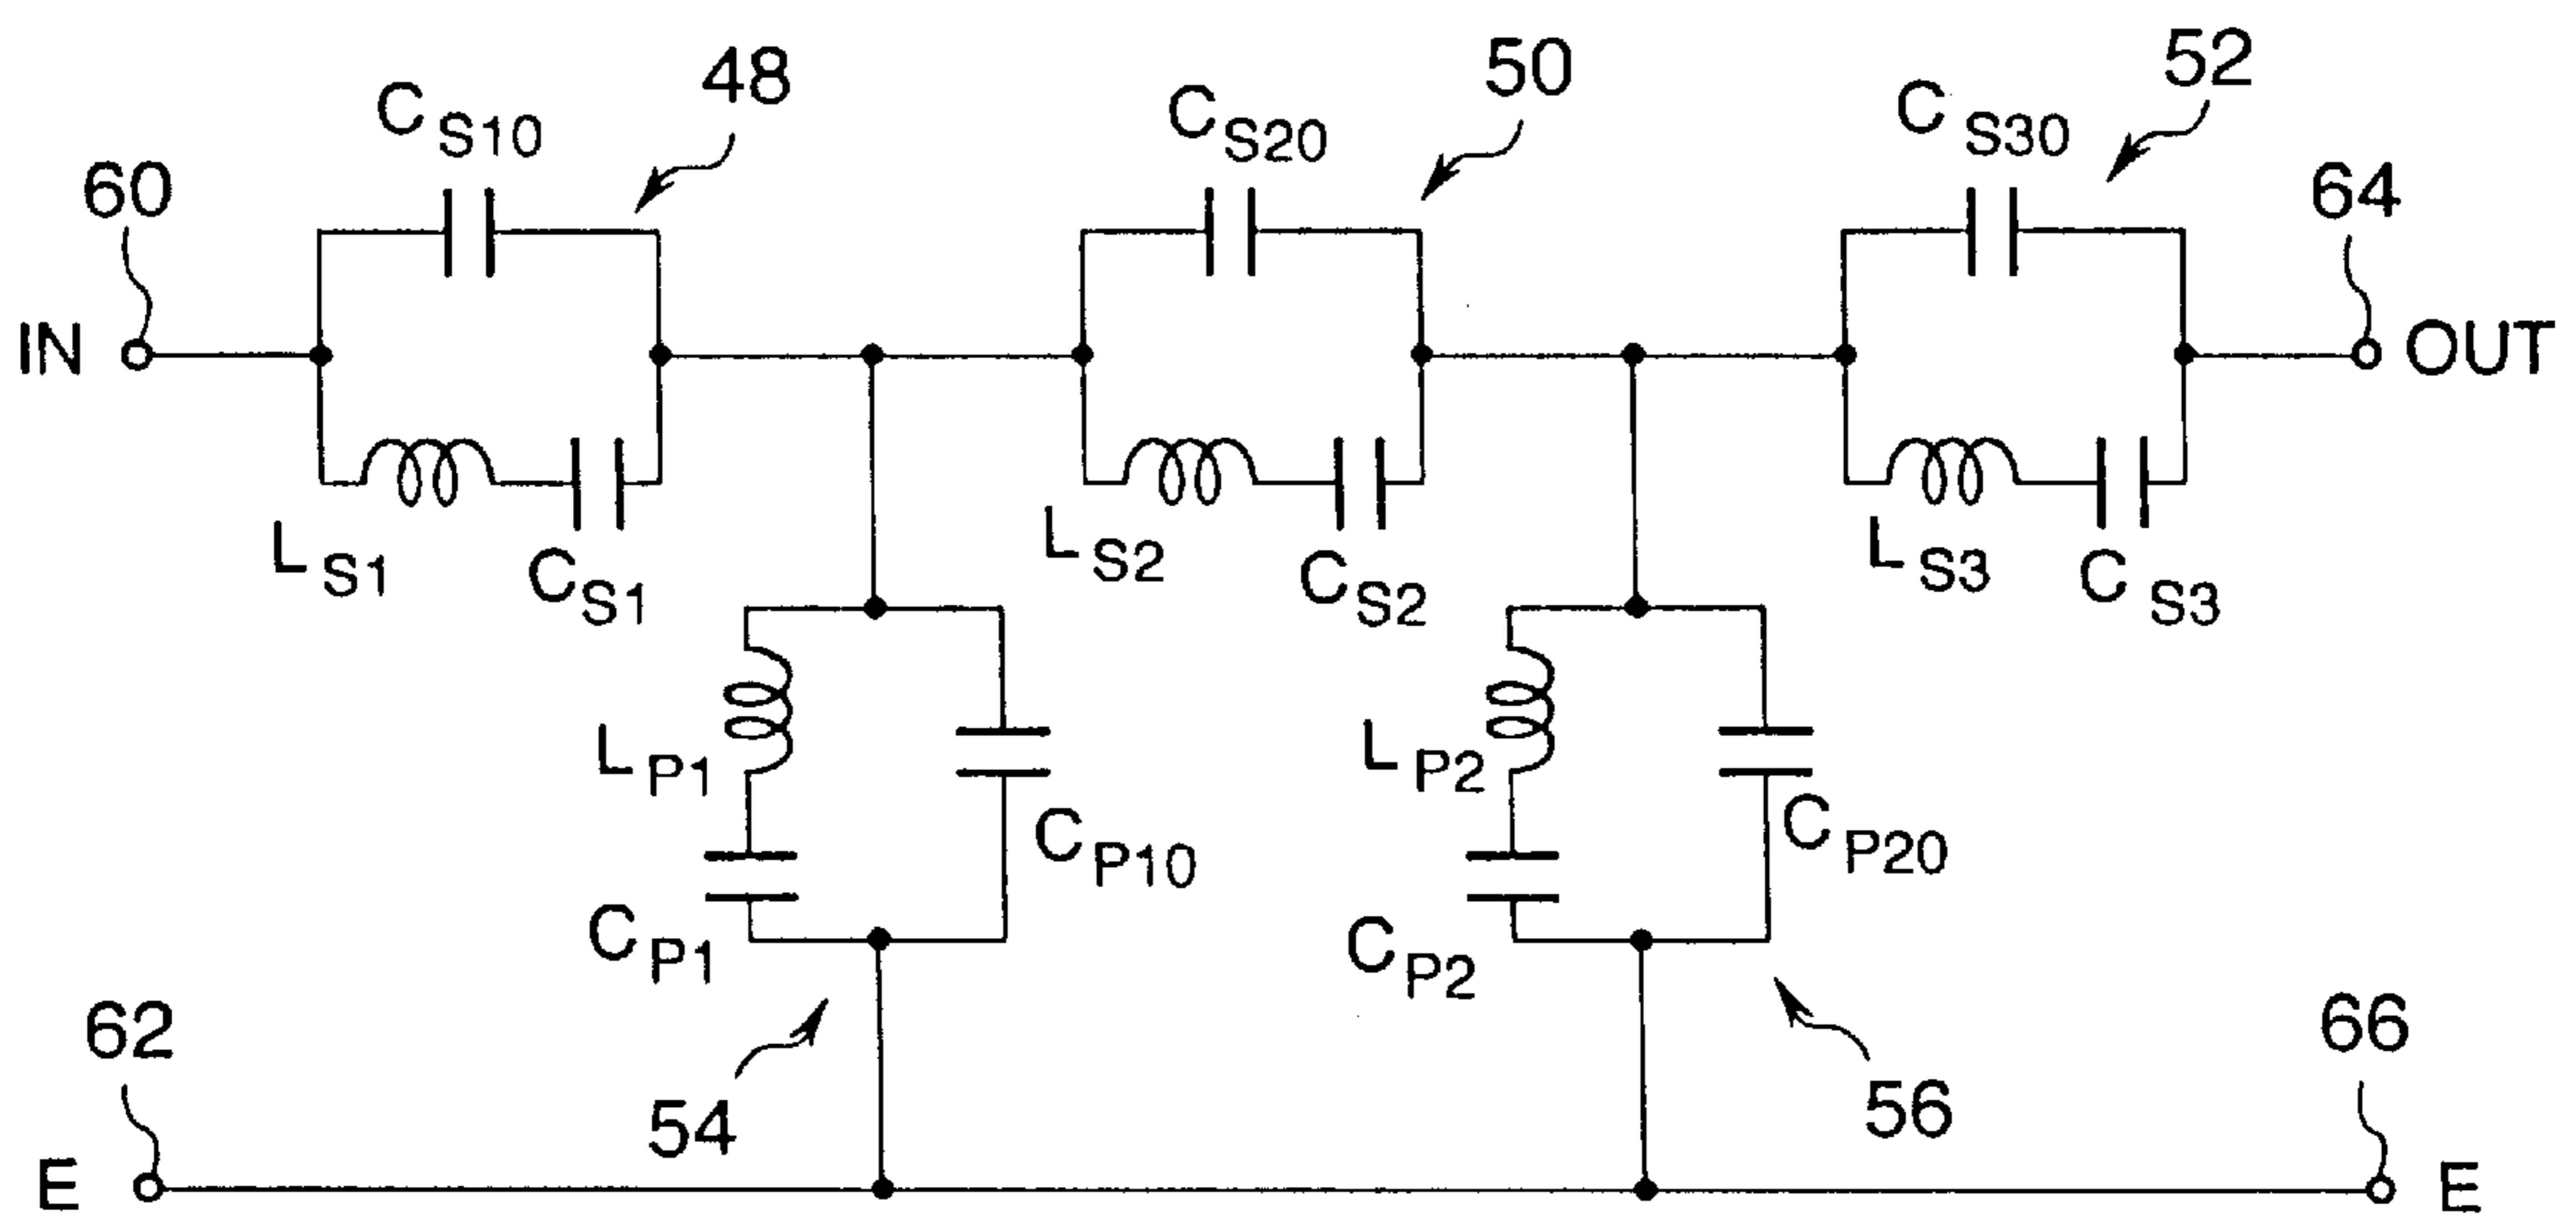 48
50
52
C S10
C S20
C S30
60
64
IN
OUT
L S1
C S1
L S2
C S2
L S3
C S3
L P1
C P10
L P2
C P20
C P1
C P2
62
66
54
56
E
E